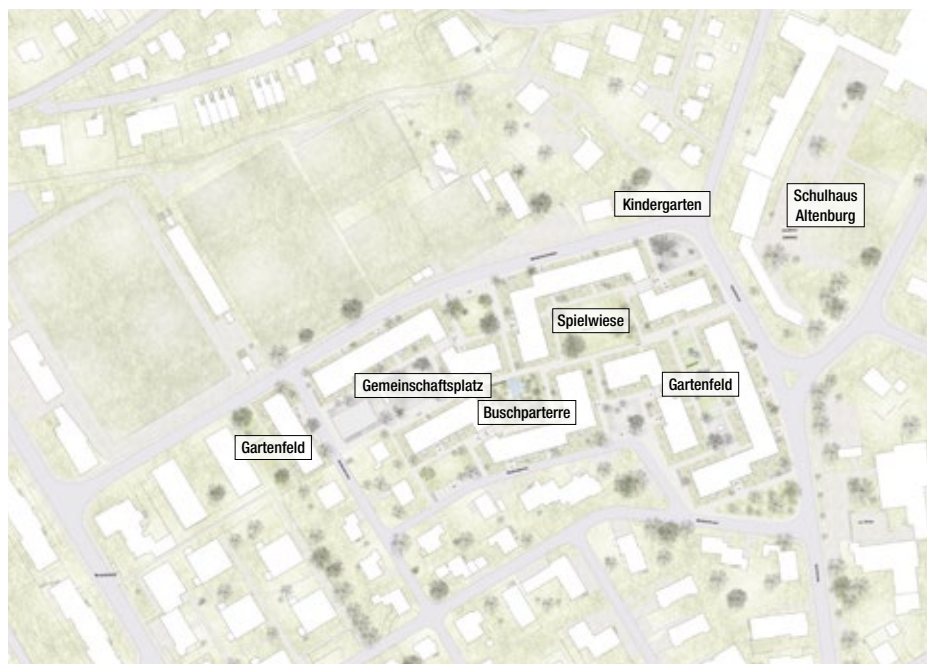 Kindergarten
Schulhaus
Altenburg
Spielwiese
Gemeinschaftsplatz
Gartenfeld
Buschparterre
Gartenfeld